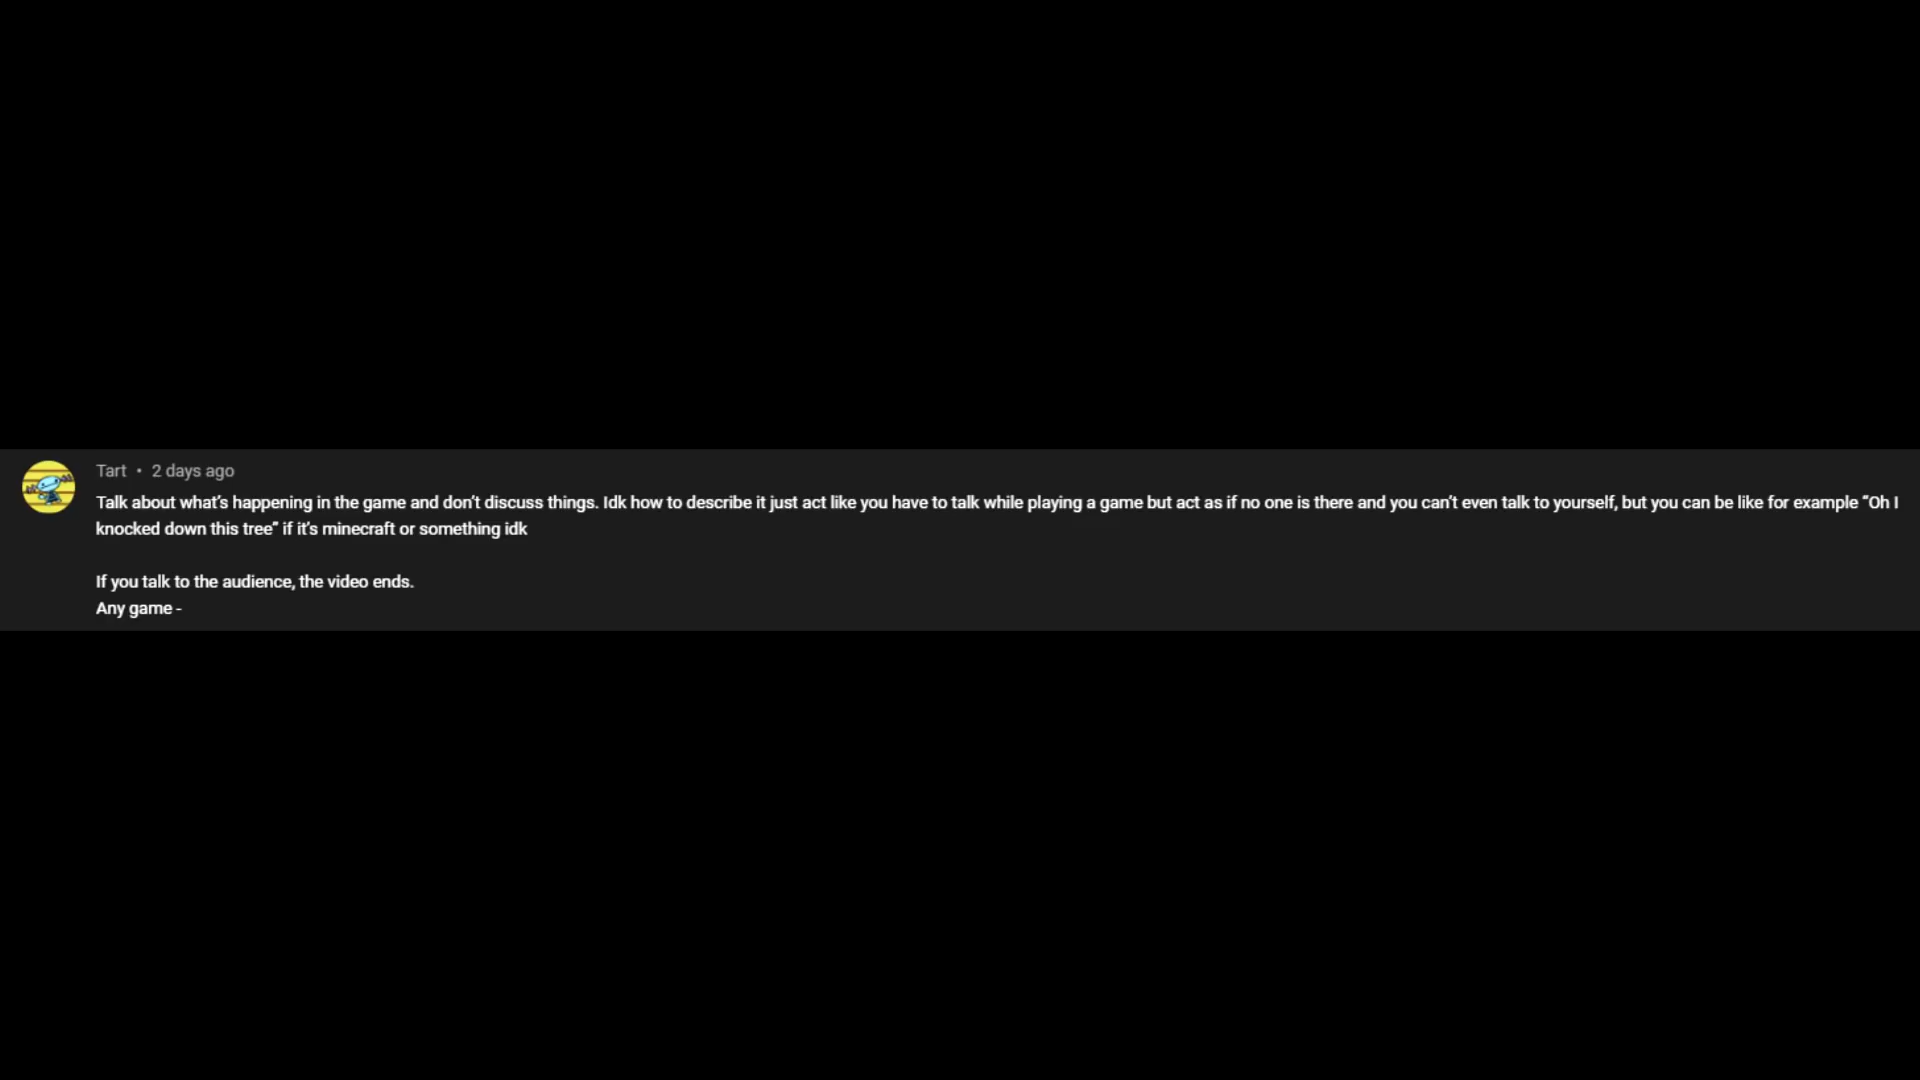 Tart • 2 days ago
Talk about what's happening in the game and don't discuss things. Idk how to describe it just act like you have to talk while playing a game but act as if no one is there and you can't even talk to yourself, but you can be like for example “Oh I
knocked down this tree” if it's minecraft or something idk
If you talk to the audience, the video ends.
Any game -